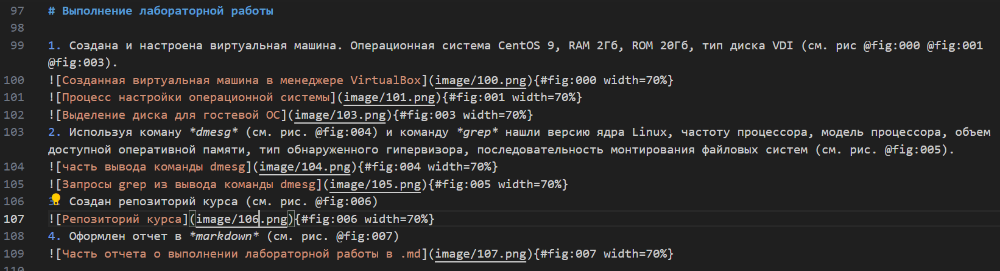 97 # Выполнение лабораторной работы
98
99 1. Создана и настроена виртуальная машина. Операционная система CentOS 9, RAM 2Гб, ROM 20Гб, тип диска VDI (см. рис @fig:000 @fig:001
@fig:003).
100 ![Созданная виртуальная машина в менеджере VirtualBox](image/100.png){#fig:000 width=70%}
101 ![Процесс настройки операционной системы](image/101.png){#fig:001 width=70%}
102 ![Выделение диска для гостевой ОС](image/103.png){#fig:003 width=70%}
103 2. Используя коману *dmesg* (см. рис. @fig:004) и команду *grep* нашли версию ядра Linux, частоту процессора, модель процессора, объем
доступной оперативной памяти, тип обнаруженного гипервизора, последовательность монтирования файловых систем (см. рис. @fig:005).
104 ![часть вывода команды dmesg](image/104.png){#fig:004 width=70%}
105 ![Запросы grep из вывода команды dmesg](image/105.png){#fig:005 width=70%}
106 3. Создан репозиторий курса (см. рис. @fig:006)
107 ![Репозиторий курса](image/106.png){#fig:006 width=70%}
108 4. Оформлен отчет в *markdown* (см. рис. @fig:007)
109 ![Часть отчета о выполнении лабораторной работы в .md](image/107.png){#fig:007 width=70%}
110